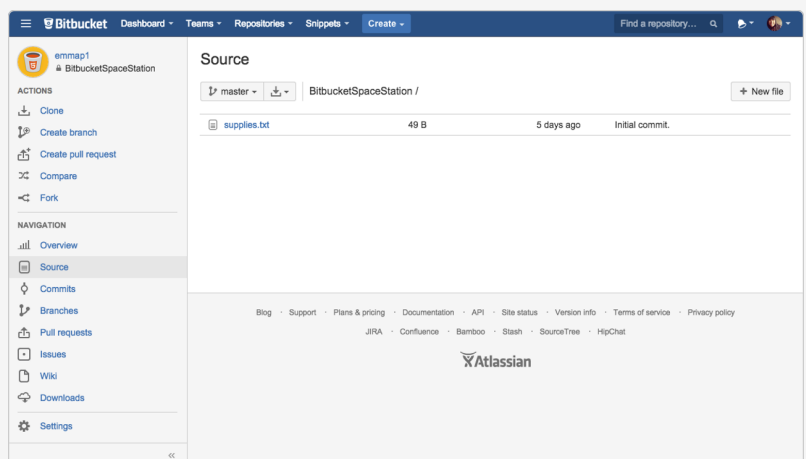 Bitbucket Dashboard Teams Repositories Snippets Create Find a repository...
emmap1
BitbucketSpaceStation
ACTIONS
Clone
Create branch
Create pull request
Compare
Fork
NAVIGATION
Overview
Source
Commits
Branches
Pull requests
Issues
Wiki
Downloads
Settings
Source
master BitbucketSpaceStation / New file
supplies.txt 49 B 5 days ago Initial commit.
Blog · Support · Plans & pricing · Documentation · API · Site status · Version info · Terms of service · Privacy policy
JIRA · Confluence · Bamboo · Stash · SourceTree · HipChat
Atlassian